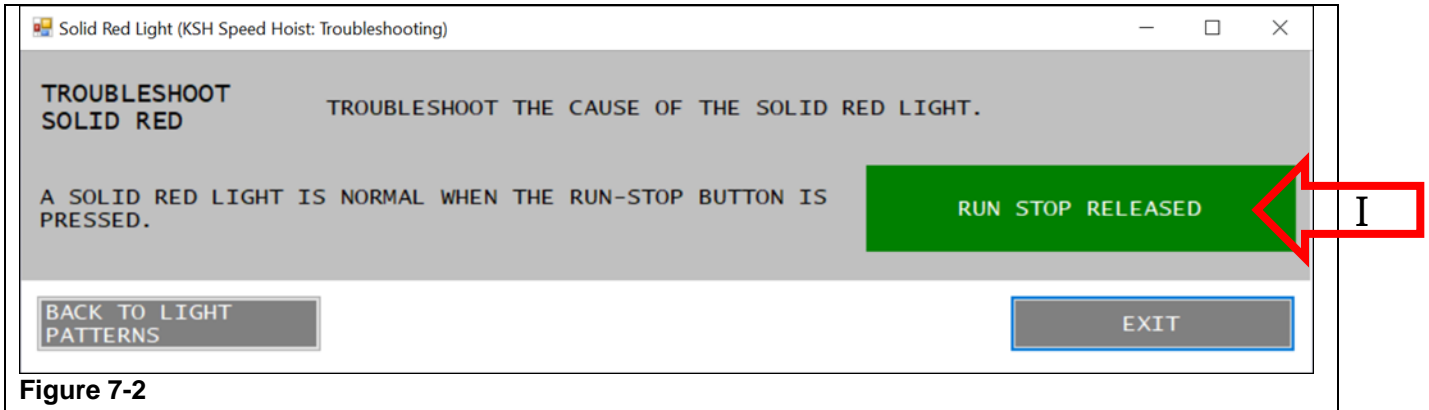 Solid Red Light (KSH Speed Hoist: Troubleshooting)
TROUBLESHOOT
SOLID RED
TROUBLESHOOT THE CAUSE OF THE SOLID RED LIGHT.
A SOLID RED LIGHT IS NORMAL WHEN THE RUN-STOP BUTTON IS
PRESSED.
RUN STOP RELEASED
I
BACK TO LIGHT
PATTERNS
EXIT
Figure 7-2